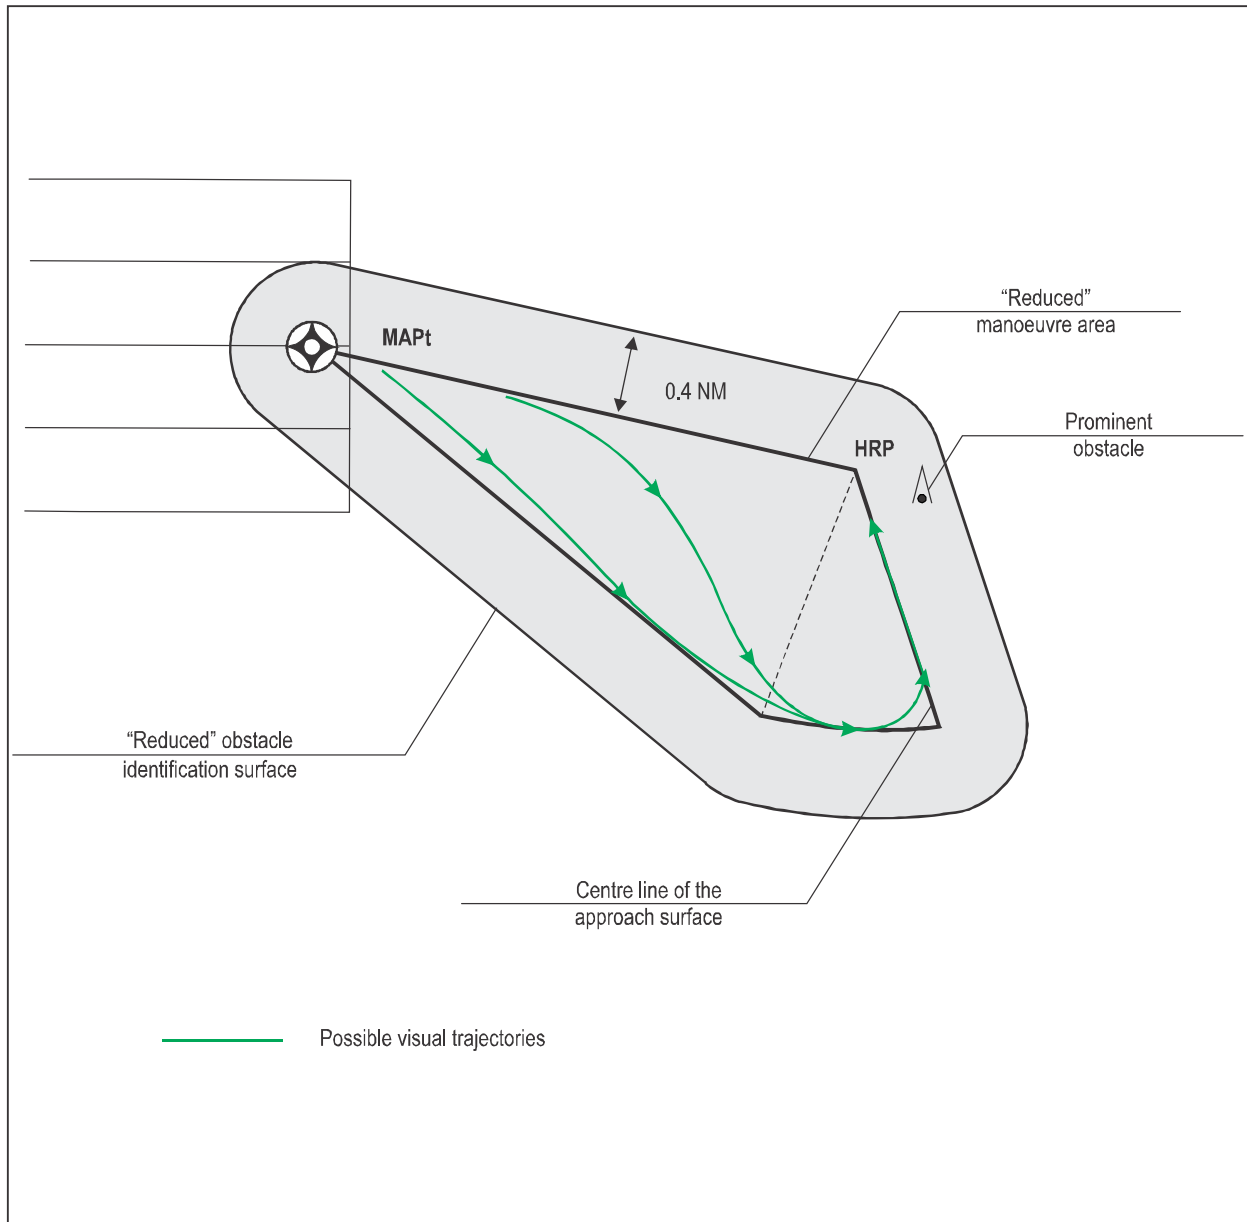 “Reduced”
manoeuvre area
MAPt
0.4 NM
Prominent
obstacle
HRP
“Reduced” obstacle
identification surface
Centre line of the
approach surface
Possible visual trajectories